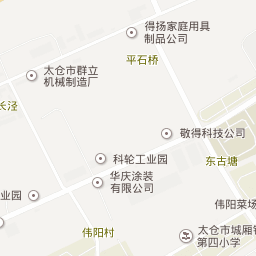 得扬家庭用具
制品公司
平石桥
太仓市群立
机械制造厂
长泾
敬得科技公司
科轮工业园
东古塘
华庆涂装
有限公司
业园
伟阳菜场
伟阳村
太仓市城厢镇
第四小学